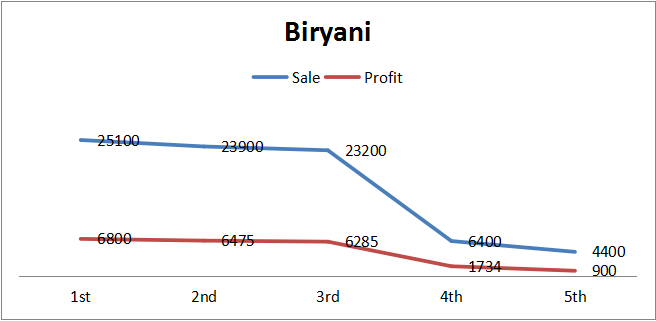 Biryani
Sale Profit
25100 23900 23200 6400 4400
6800 6475 6285 1734 900
1st 2nd 3rd 4th 5th